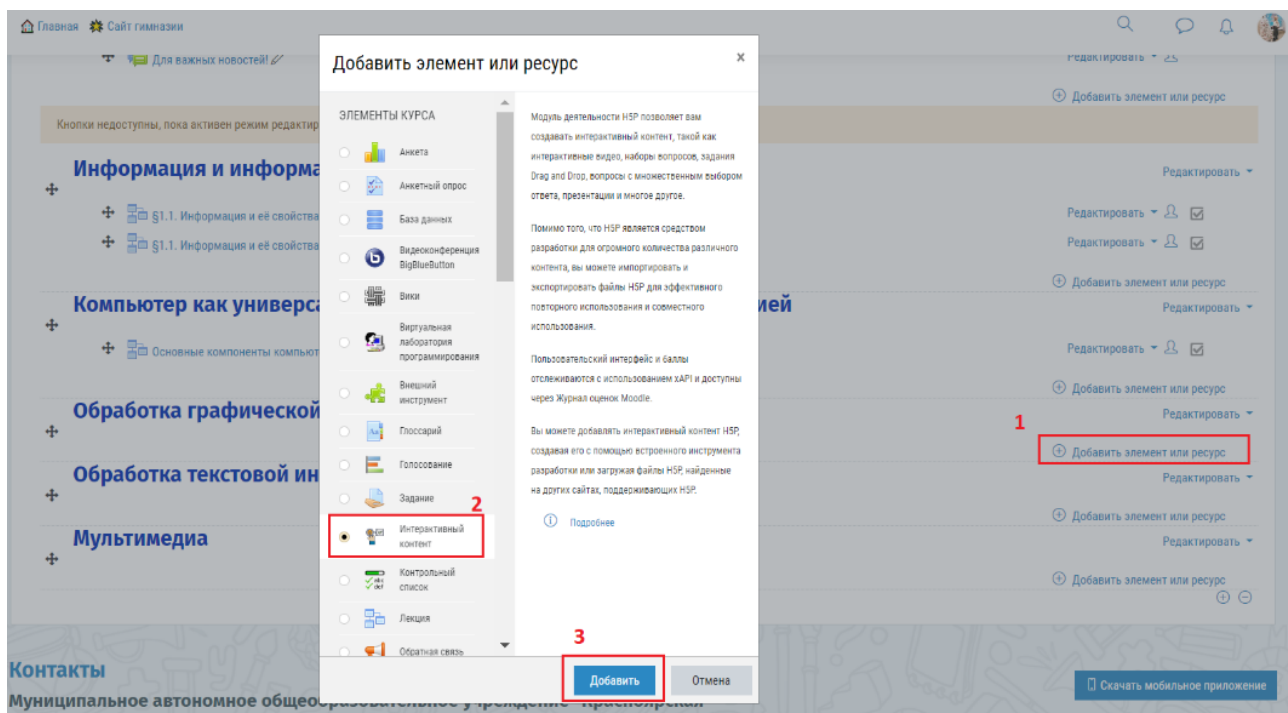 Главная Сайт гимназии
Для важных новостей!
Редактировать
Добавить элемент или ресурс
Кнопки недоступны, пока активен режим редактир
Информация и информа
Редактировать
§1.1. Информация и её свойства
Редактировать
§1.1. Информация и её свойства
Редактировать
Добавить элемент или ресурс
Компьютер как универса
ией
Редактировать
Основные компоненты компьют
Редактировать
Добавить элемент или ресурс
Обработка графической
Редактировать
1
Добавить элемент или ресурс
Обработка текстовой ин
Редактировать
Добавить элемент или ресурс
Мультимедиа
Редактировать
Добавить элемент или ресурс
Добавить элемент или ресурс
x
ЭЛЕМЕНТЫ КУРСА
Анкета
Анкетный опрос
База данных
Видеоконференция
BigBlueButton
Вики
Виртуальная
лаборатория
программирования
Внешний
инструмент
Глоссарий
Голосование
Задание
2
Интерактивный
контент
Контрольный
список
Лекция
Обратная связь
Модуль деятельности H5P позволяет вам
создавать интерактивный контент, такой как
интерактивные видео, наборы вопросов, задания
Drag and Drop, вопросы с множественным выбором
ответа, презентации и многое другое.
Помимо того, что H5P является средством
разработки для огромного количества различного
контента, вы можете импортировать и
экспортировать файлы H5P для эффективного
повторного использования и совместного
использования.
Пользовательский интерфейс и баллы
отслеживаются с использованием xAPI и доступны
через Журнал оценок Moodle.
Вы можете добавлять интерактивный контент H5P,
создавая его с помощью встроенного инструмента
разработки или загружая файлы H5P, найденные
на других сайтах, поддерживающих H5P.
Подробнее
3
Добавить
Отмена
Контакты
Скачать мобильное приложение
Муниципальное автономное общеобразовательное учреждение "Красноярская